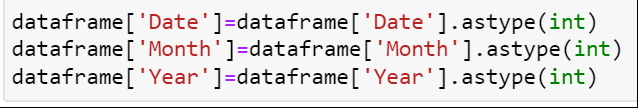 dataframe['Date']=dataframe['Date'].astype(int)
dataframe['Month']=dataframe['Month'].astype(int)
dataframe['Year']=dataframe['Year'].astype(int)